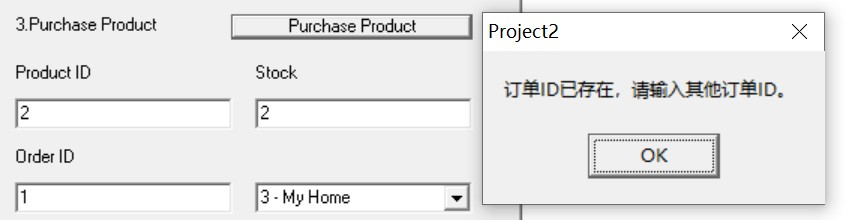 3.Purchase Product
Purchase Product
Product ID
Stock
2
2
Order ID
1
3 - My Home
Project2
订单ID已存在，请输入其他订单ID。
OK